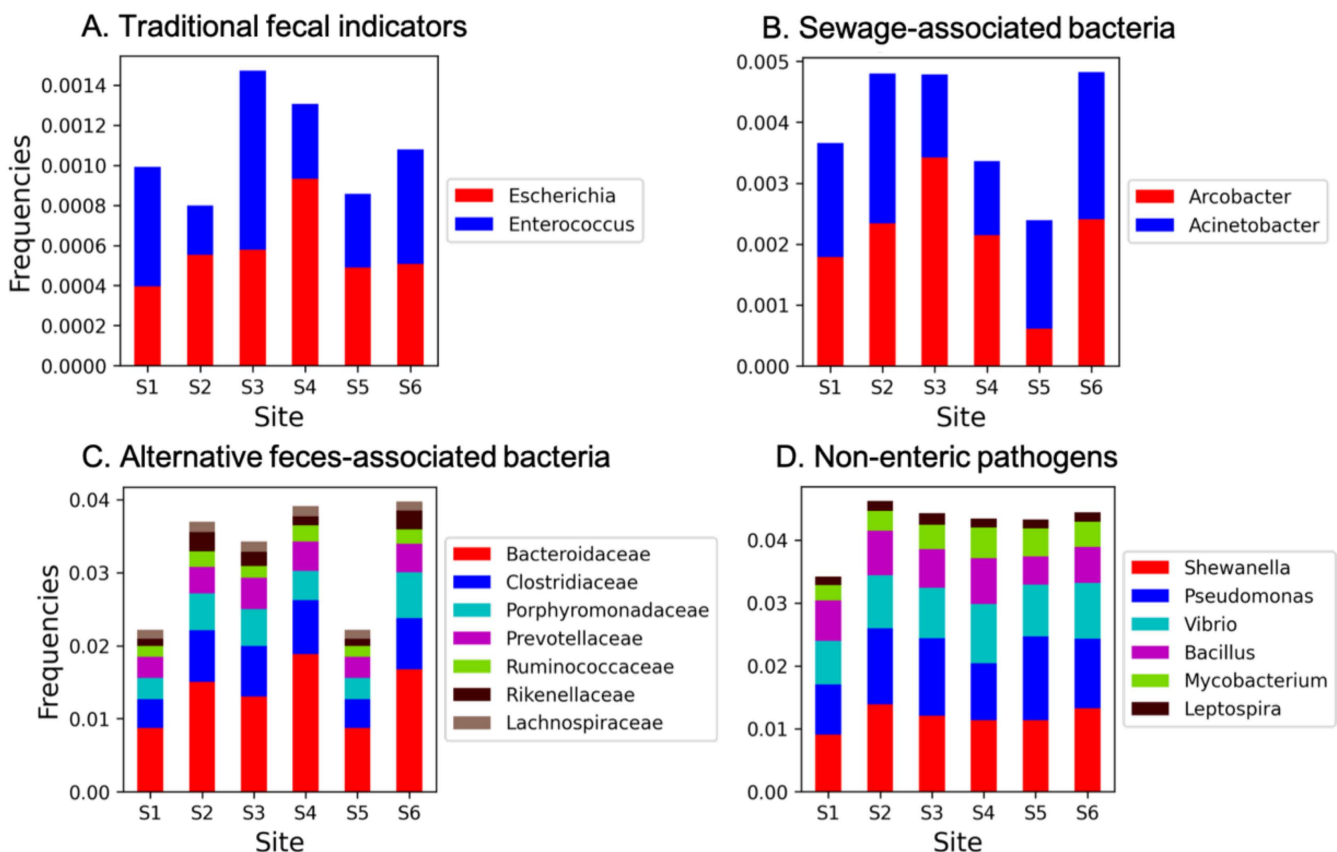 A. Traditional fecal indicators
0.0014
0.0012
0.0010
0.0008
0.0006
0.0004
0.0002
0.0000
Frequencies
S1 S2 S3 S4 S5 S6
Site
Escherichia
Enterococcus
B. Sewage-associated bacteria
0.005
0.004
0.003
0.002
0.001
0.000
S1 S2 S3 S4 S5 S6
Site
Arcobacter
Acinetobacter
C. Alternative feces-associated bacteria
0.04
0.03
0.02
0.01
0.00
Frequencies
S1 S2 S3 S4 S5 S6
Site
Bacteroidaceae
Clostridiaceae
Porphyromonadaceae
Prevotellaceae
Ruminococcaceae
Rikenellaceae
Lachnospiraceae
D. Non-enteric pathogens
0.04
0.03
0.02
0.01
0.00
S1 S2 S3 S4 S5 S6
Site
Shewanella
Pseudomonas
Vibrio
Bacillus
Mycobacterium
Leptospira